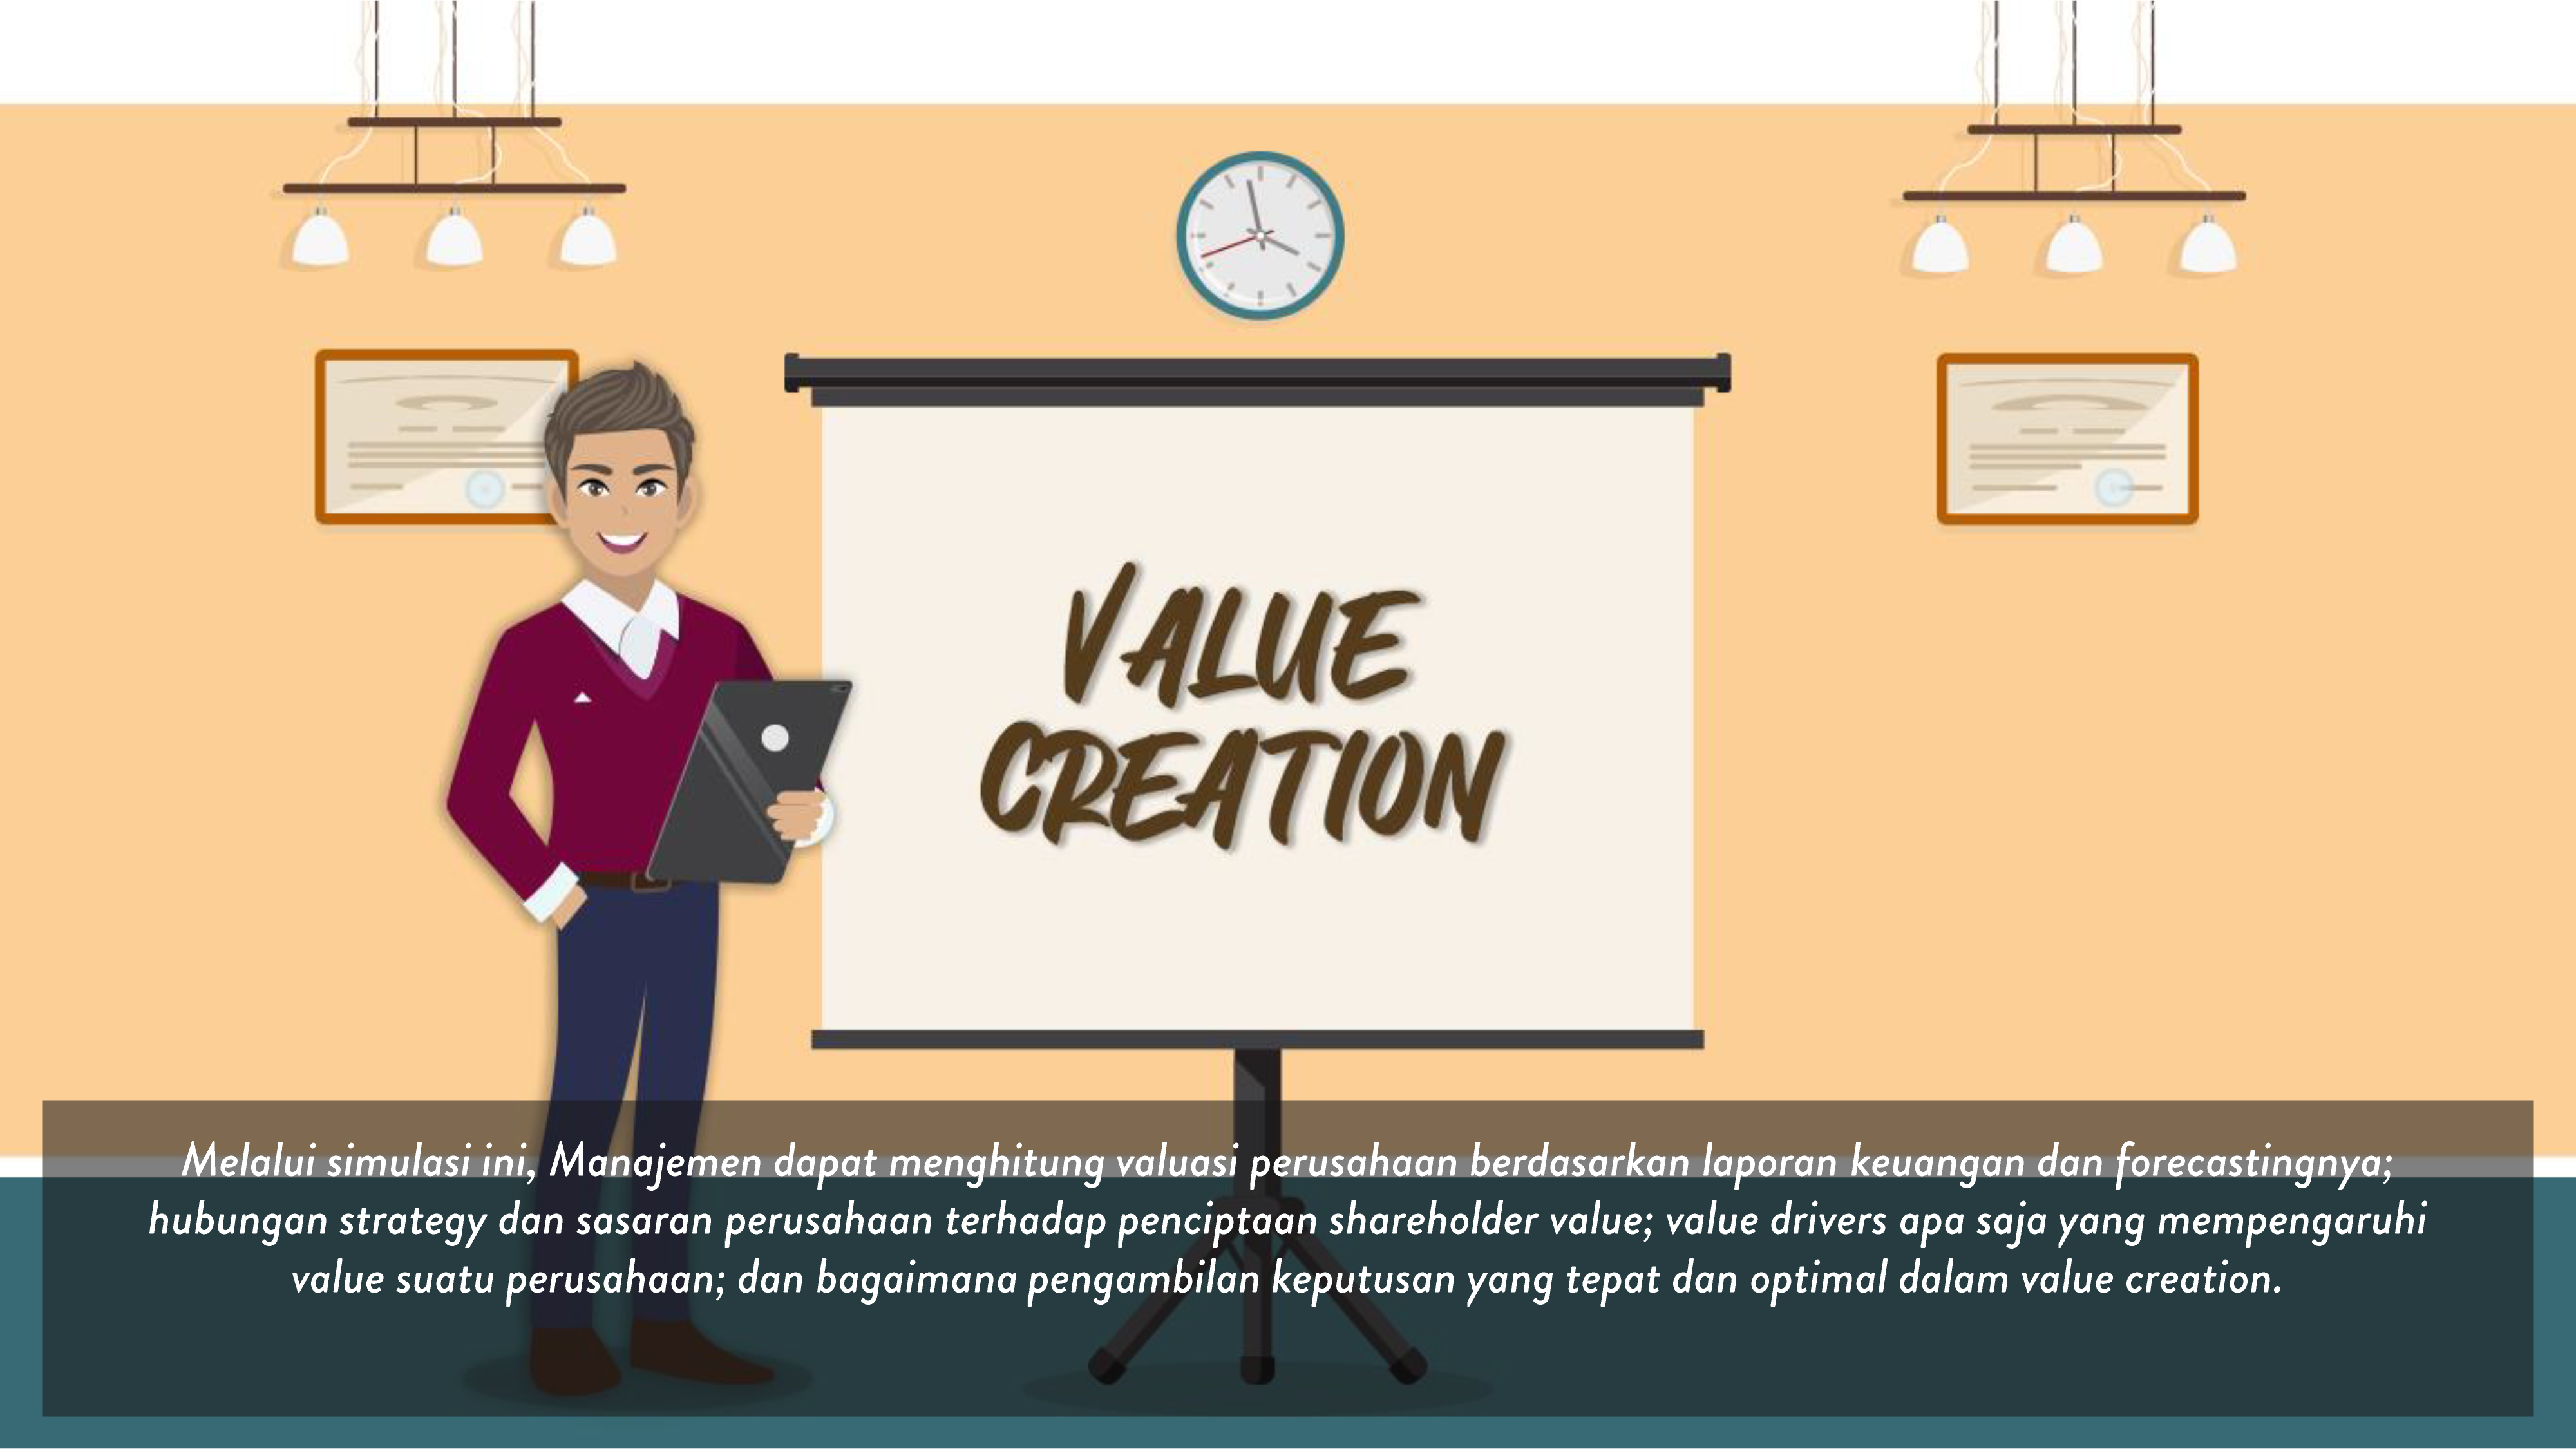 VALUE
CREATION
Melalui simulasi ini, Manajemen dapat menghitung valuasi perusahaan berdasarkan laporan keuangan dan forecastingnya;
hubungan strategy dan sasaran perusahaan terhadap penciptaan shareholder value; value drivers apa saja yang mempengaruhi
value suatu perusahaan; dan bagaimana pengambilan keputusan yang tepat dan optimal dalam value creation.